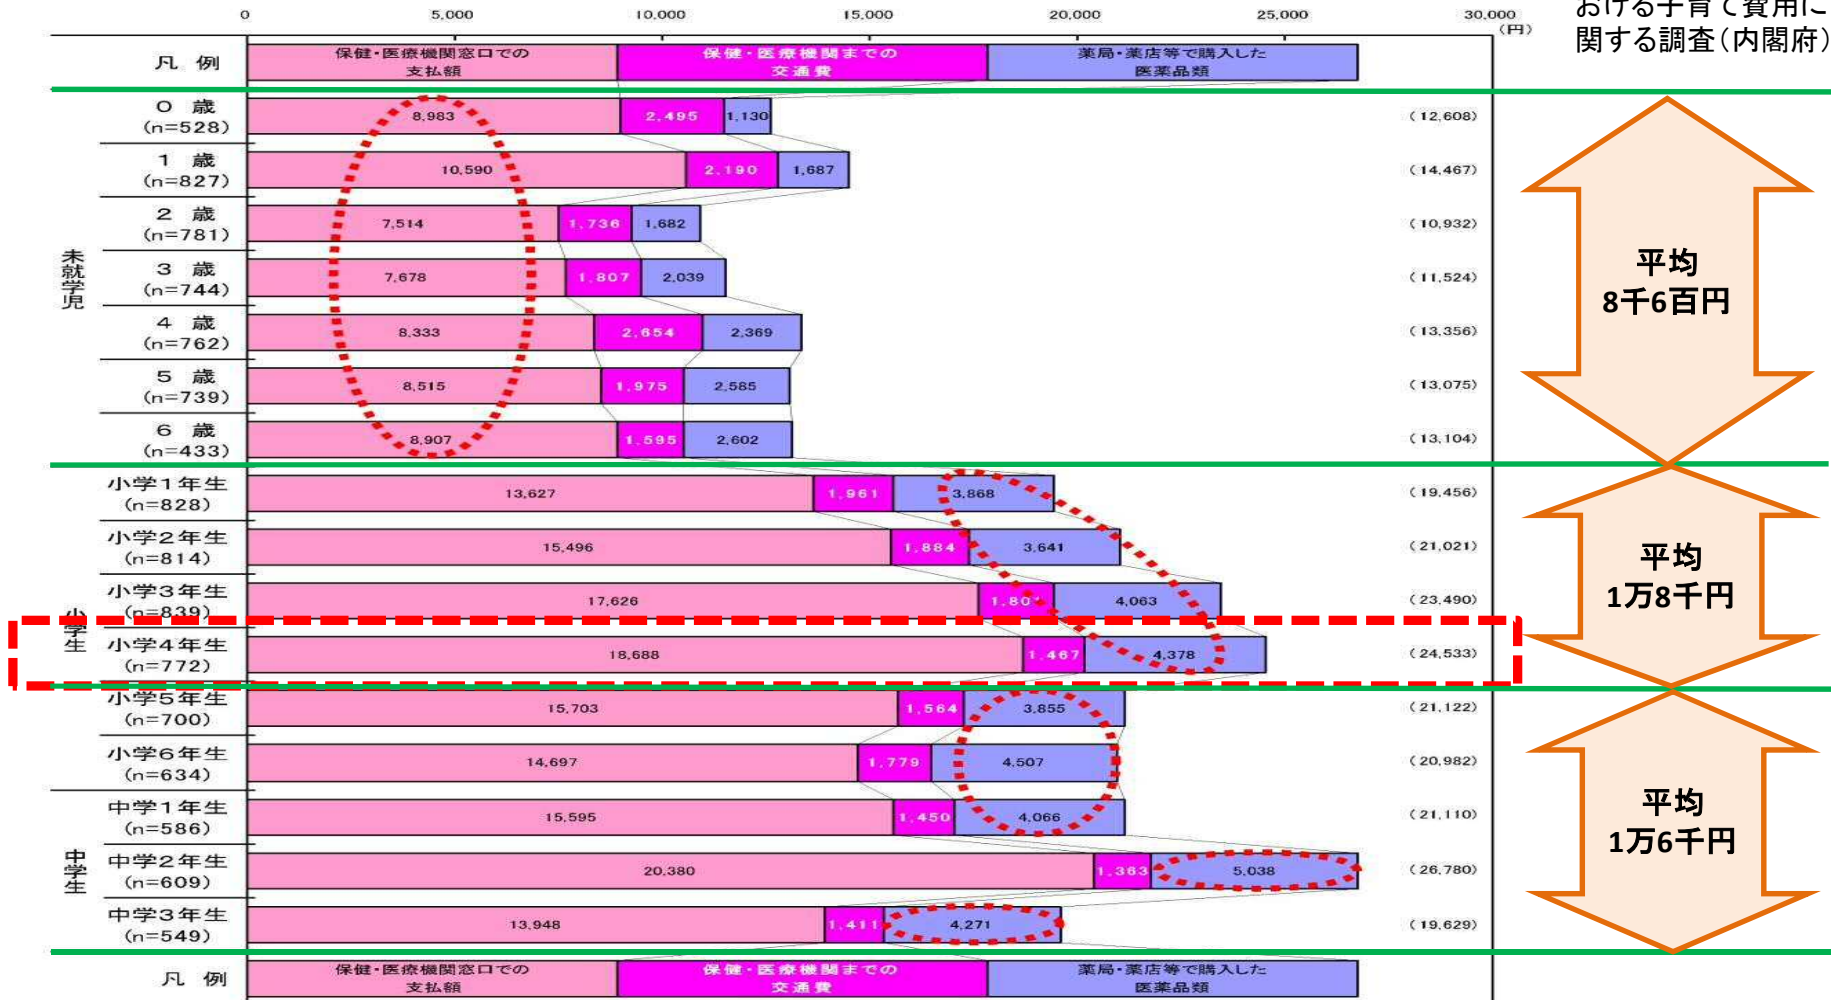 0 5,000 10,000 15,000 20,000 25,000 30,000
(円)
おける子育て費用に
関する調査(内閣府)
凡 例
保健・医療機関窓口での
支払額
保健・医療機関までの
交通費
薬局・薬店等で購入した
医薬品類
未就学児
0 歳
(n=528)
8,983 2,495 1,130 (12,608)
1 歳
(n=827)
10,590 2,190 1,687 (14,467)
2 歳
(n=781)
7,514 1,736 1,682 (10,932)
3 歳
(n=744)
7,678 1,807 2,039 (11,524)
4 歳
(n=762)
8,333 2,654 2,369 (13,356)
5 歳
(n=739)
8,515 1,975 2,585 (13,075)
6 歳
(n=433)
8,907 1,595 2,602 (13,104)
平均
8千6百円
小学生
小学1年生
(n=828)
13,627 1,961 3,868 (19,456)
小学2年生
(n=814)
15,496 1,884 3,641 (21,021)
小学3年生
(n=839)
17,626 4,063 (23,490)
小学4年生
(n=772)
18,688 1,467 4,378 (24,533)
平均
1万8千円
小学5年生
(n=700)
15,703 1,564 3,855 (21,122)
小学6年生
(n=634)
14,697 1,779 4,507 (20,982)
中学生
中学1年生
(n=586)
15,595 1,450 4,066 (21,110)
中学2年生
(n=609)
20,380 1,363 5,038 (26,780)
中学3年生
(n=549)
13,948 1,411 4,271 (19,629)
平均
1万6千円
凡 例
保健・医療機関窓口での
支払額
保健・医療機関までの
交通費
薬局・薬店等で購入した
医薬品類